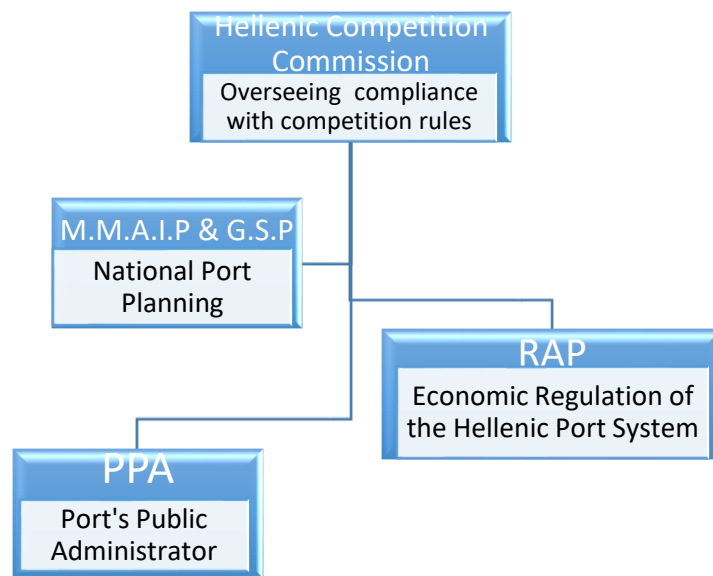 Hellenic Competition
Commission
Overseeing compliance
with competition rules
M.M.A.I.P & G.S.P
National Port
Planning
RAP
Economic Regulation of
the Hellenic Port System
PPA
Port's Public
Administrator